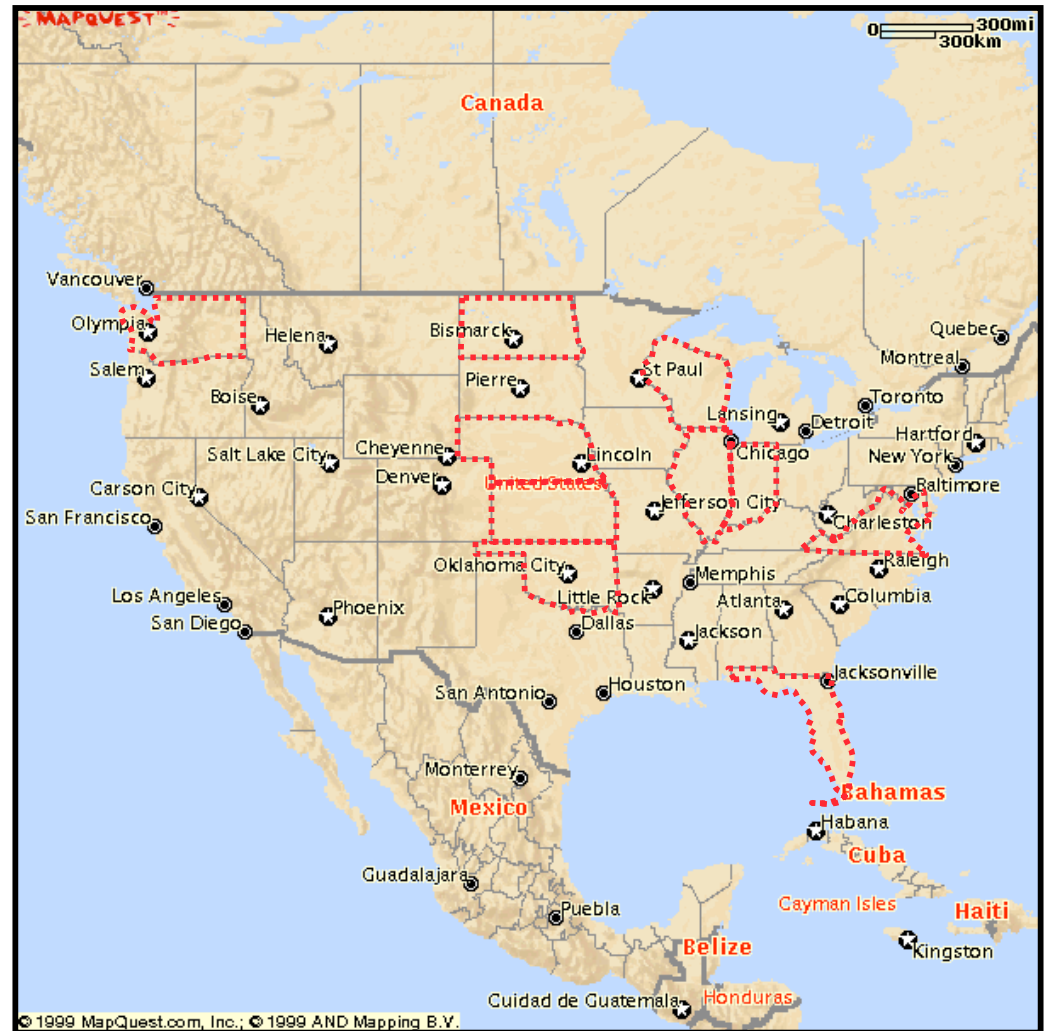 MAPQUEST™
0 300mi
300km
Canada
Vancouver
Olympia
Helena
Bismarck
Quebec
Montreal
Salem
St Paul
Pierre
Boise
Toronto
Lansing
Detroit
Hartford
Cheyenne
Salt Lake City
Lincoln
Chicago
New York
Denver
United States
Baltimore
Carson City
Jefferson City
San Francisco
Charleston
Oklahoma City
Raleigh
Memphis
Los Angeles
Phoenix
Little Rock
Atlanta
Columbia
San Diego
Dallas
Jackson
Jacksonville
San Antonio
Houston
Monterrey
Bahamas
Mexico
Habana
Cuba
Guadalajara
Cayman Isles
Haiti
Puebla
Belize
Kingston
Cuidad de Guatemala
Honduras
© 1999 MapQuest.com, Inc.; © 1999 AND Mapping B.V.